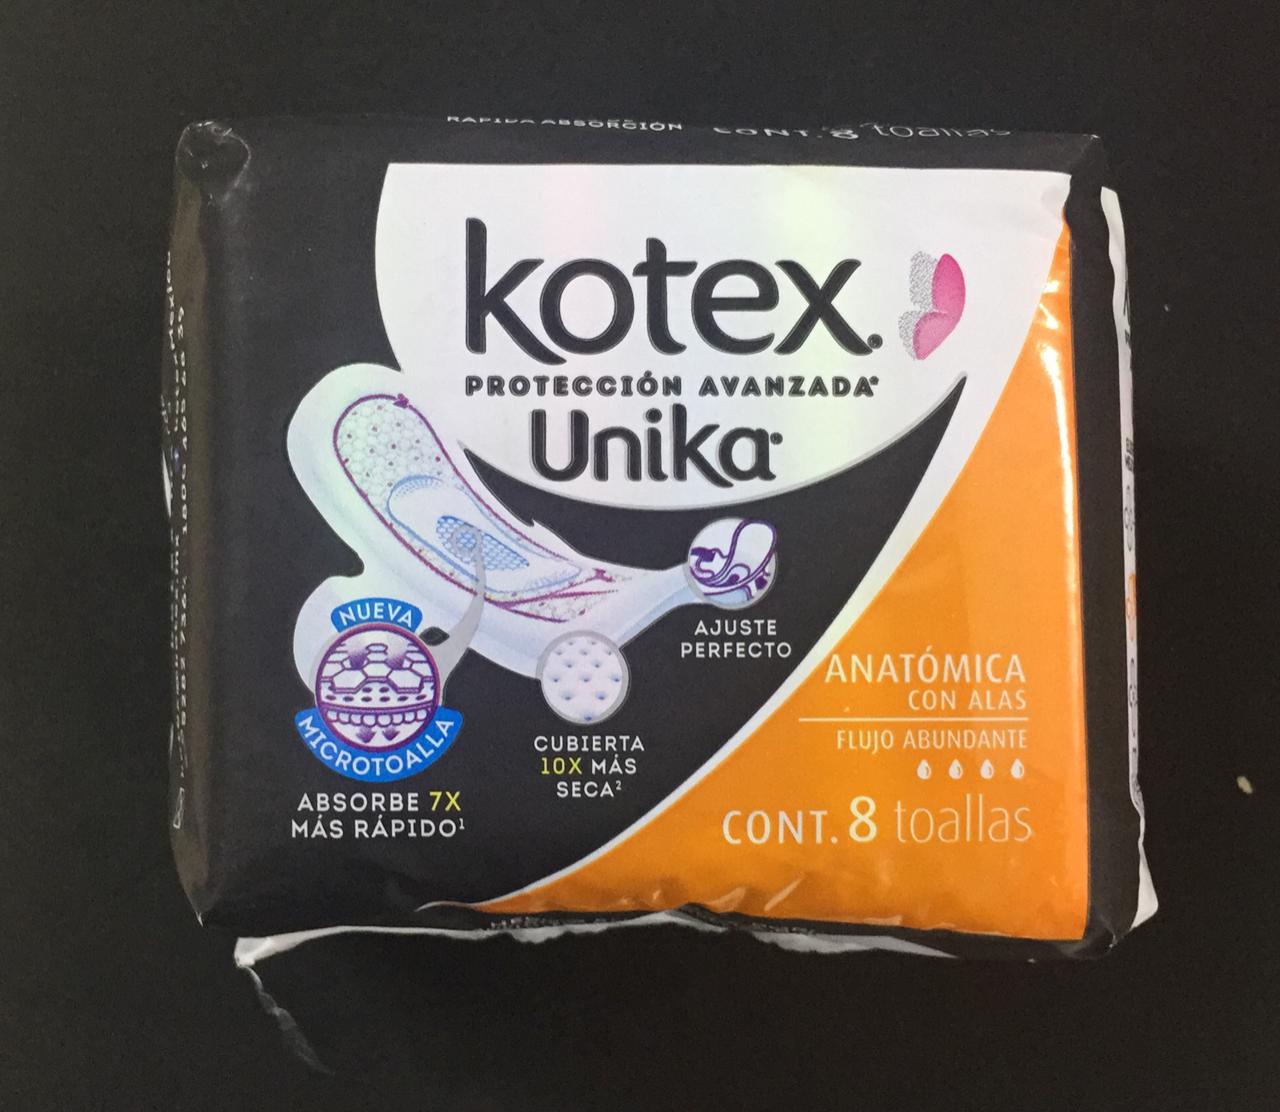 RÁPIDA ABSORCIÓN CONT. 8 toallas
kotex®
PROTECCIÓN AVANZADA*
Unika*
NUEVA
MICROTOALLA
ABSORBE 7X
MÁS RÁPIDO¹
CUBIERTA
10X MÁS
SECA²
AJUSTE
PERFECTO
ANATÓMICA
CON ALAS
FLUJO ABUNDANTE
CONT. 8 toallas